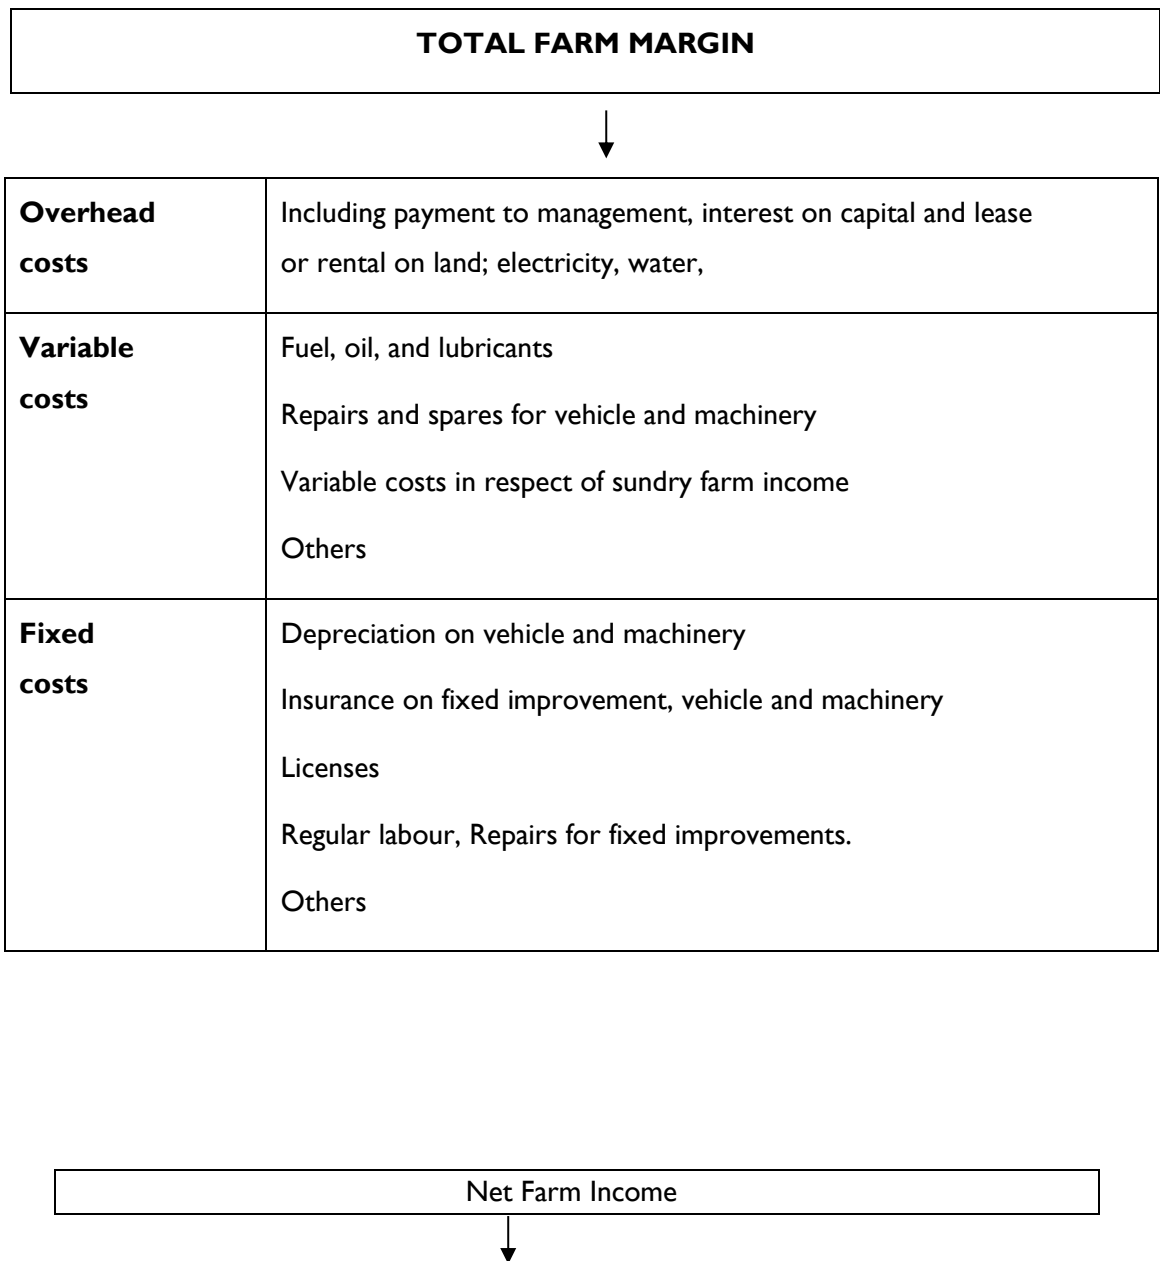 TOTAL FARM MARGIN
Overhead
costs
Including payment to management, interest on capital and lease
or rental on land; electricity, water,
Variable
costs
Fuel, oil, and lubricants
Repairs and spares for vehicle and machinery
Variable costs in respect of sundry farm income
Others
Fixed
costs
Depreciation on vehicle and machinery
Insurance on fixed improvement, vehicle and machinery
Licenses
Regular labour, Repairs for fixed improvements.
Others
Net Farm Income